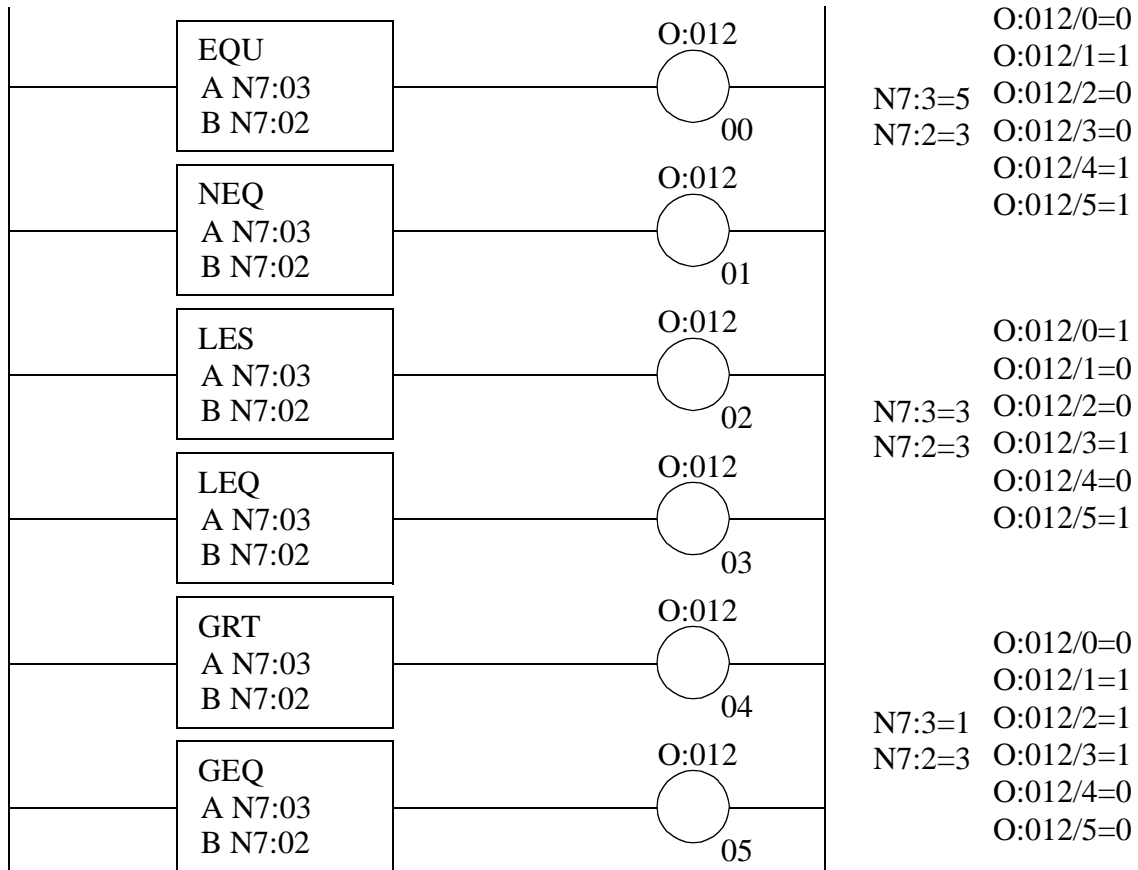 EQU
A N7:03
B N7:02
O:012
00
NEQ
A N7:03
B N7:02
O:012
01
LES
A N7:03
B N7:02
O:012
02
LEQ
A N7:03
B N7:02
O:012
03
GRT
A N7:03
B N7:02
O:012
04
GEQ
A N7:03
B N7:02
O:012
05
N7:3=5
N7:2=3
O:012/0=0
O:012/1=1
O:012/2=0
O:012/3=0
O:012/4=1
O:012/5=1
N7:3=3
N7:2=3
O:012/0=1
O:012/1=0
O:012/2=0
O:012/3=1
O:012/4=0
O:012/5=1
N7:3=1
N7:2=3
O:012/0=0
O:012/1=1
O:012/2=1
O:012/3=1
O:012/4=0
O:012/5=0